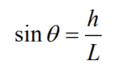 sin θ = h/L